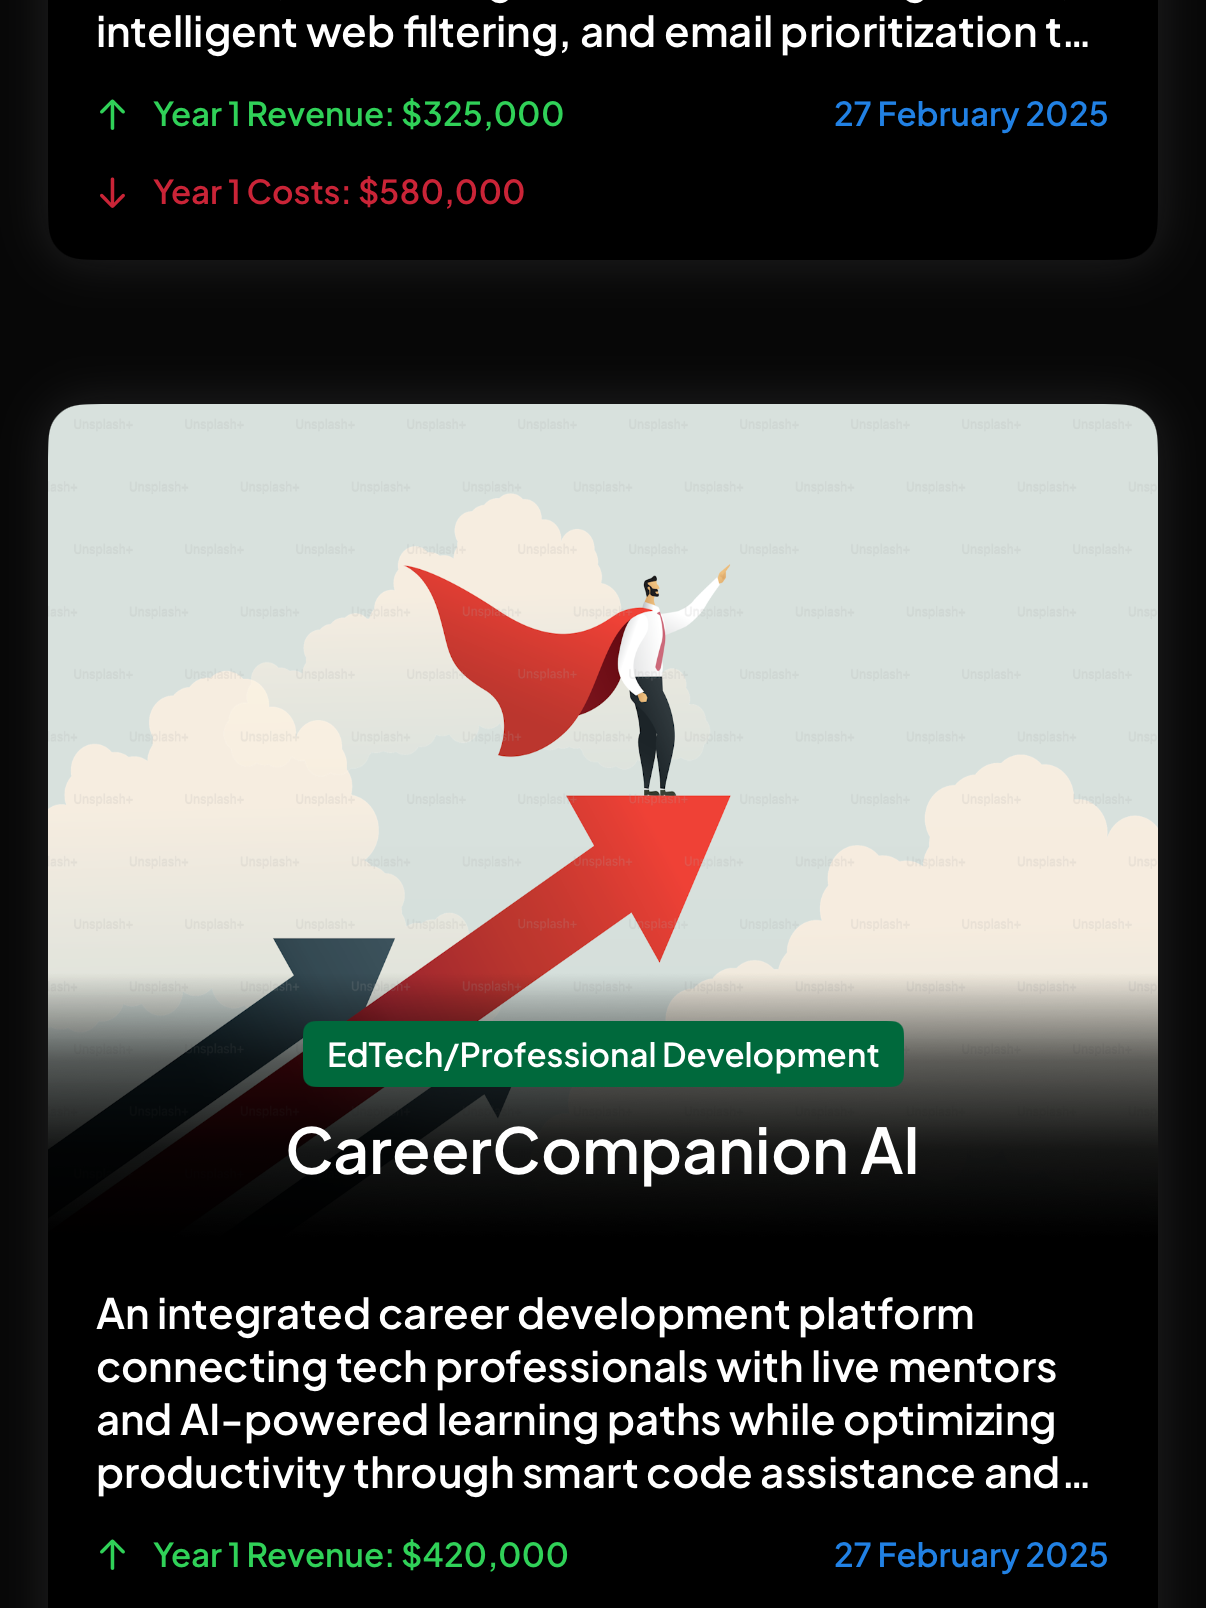 intelligent web filtering, and email prioritization t...
Year 1 Revenue: $325,000
27 February 2025
Year 1 Costs: $580,000
Unsplash+
EdTech/Professional Development
CareerCompanion AI
An integrated career development platform
connecting tech professionals with live mentors
and AI-powered learning paths while optimizing
productivity through smart code assistance and...
Year 1 Revenue: $420,000
27 February 2025